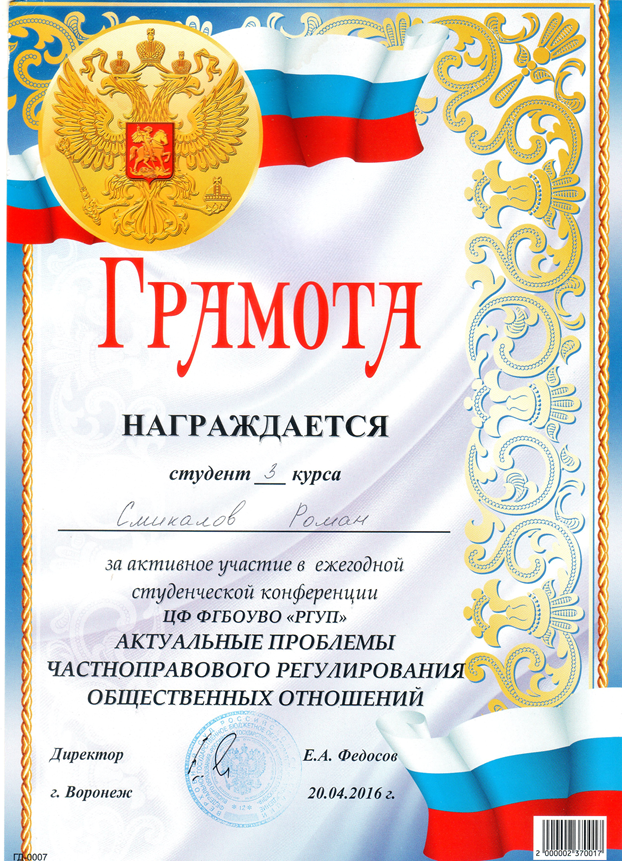 ГРАМОТА
НАГРАЖДАЕТСЯ
студент 3 курса
Смикалов Роман
за активное участие в ежегодной
студенческой конференции
ЦФ ФГБОУВО «РГУП»
АКТУАЛЬНЫЕ ПРОБЛЕМЫ
ЧАСТНОПРАВОВОГО РЕГУЛИРОВАНИЯ
ОБЩЕСТВЕННЫХ ОТНОШЕНИЙ
Директор Е.А. Федосов
г. Воронеж 20.04.2016 г.
ГД-0007
2 000002 370017